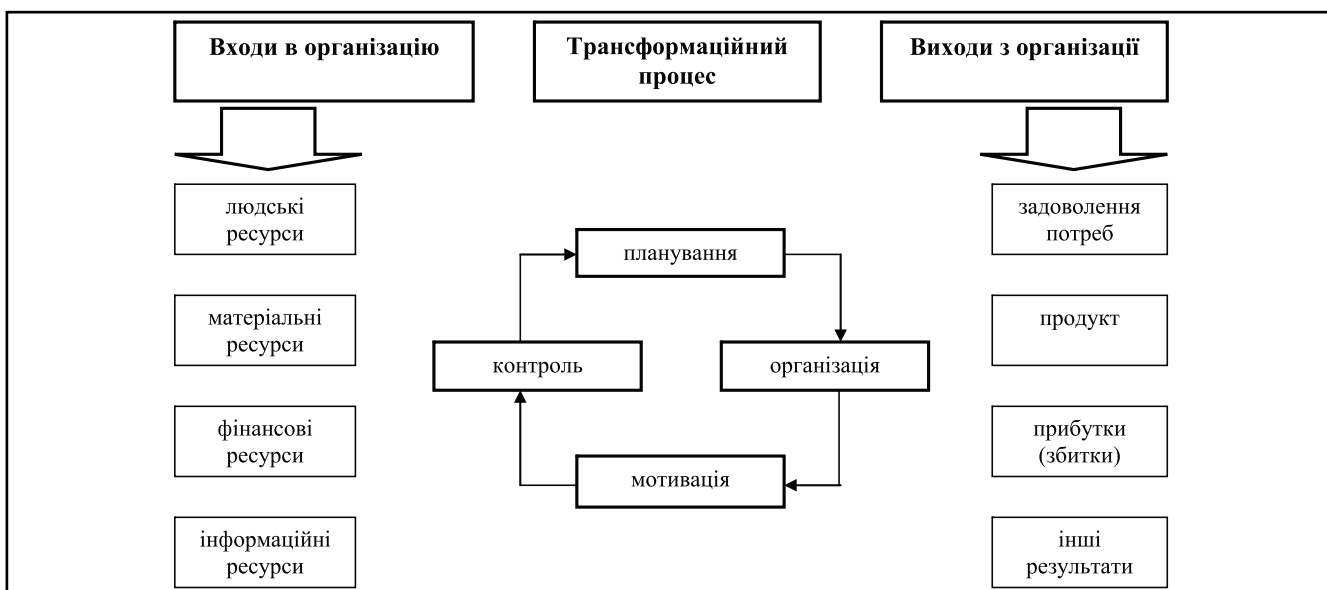 Входи в організацію
Трансформаційний
процес
Виходи з організації
людські
ресурси
задоволення
потреб
планування
матеріальні
ресурси
продукт
контроль
організація
фінансові
ресурси
прибутки
(збитки)
мотивація
інформаційні
ресурси
інші
результати